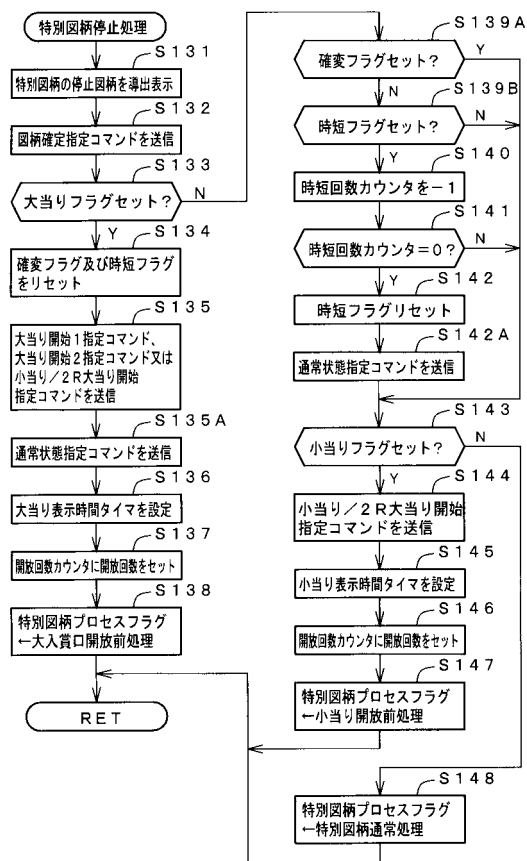 特別図柄停止処理
S131
特別図柄の停止図柄を導出表示
S132
図柄確定指定コマンドを送信
S133
大当りフラグセット?
N
Y
S134
確変フラグ及び時短フラグ
をリセット
S135
大当り開始1指定コマンド、
大当り開始2指定コマンド又は
小当り/2R大当り開始
指定コマンドを送信
S135A
通常状態指定コマンドを送信
S136
大当り表示時間タイマを設定
S137
開放回数カウンタに開放回数をセット
S138
特別図柄プロセスフラグ
←大入賞口開放前処理
RET
S139A
確変フラグセット?
Y
N
S139B
時短フラグセット?
N
Y
S140
時短回数カウンタを−1
S141
時短回数カウンタ=0?
N
Y
S142
時短フラグリセット
S142A
通常状態指定コマンドを送信
S143
小当りフラグセット?
N
Y
S144
小当り/2R大当り開始
指定コマンドを送信
S145
小当り表示時間タイマを設定
S146
開放回数カウンタに開放回数をセット
S147
特別図柄プロセスフラグ
←小当り開放前処理
S148
特別図柄プロセスフラグ
←特別図柄通常処理